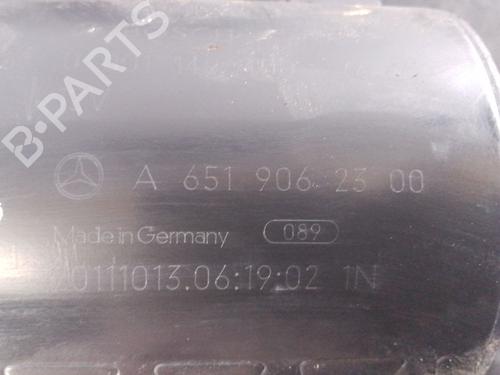 B-PARTS
A 651 906 23 00
Made in Germany 089
20111013.06:19:02 1N